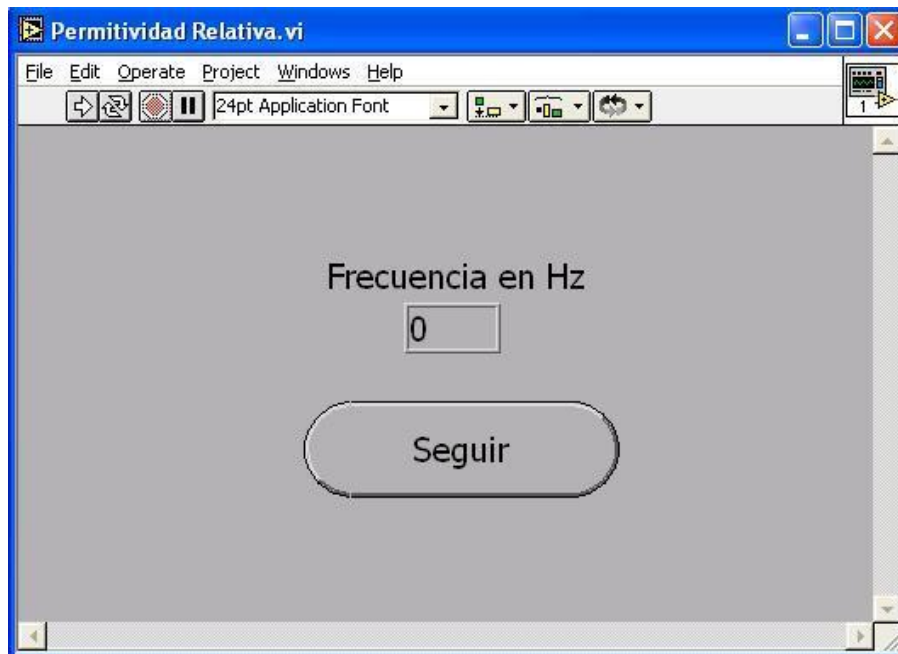 Permitividad Relativa.vi
File Edit Operate Project Windows Help
24pt Application Font
1
Frecuencia en Hz
0
Seguir